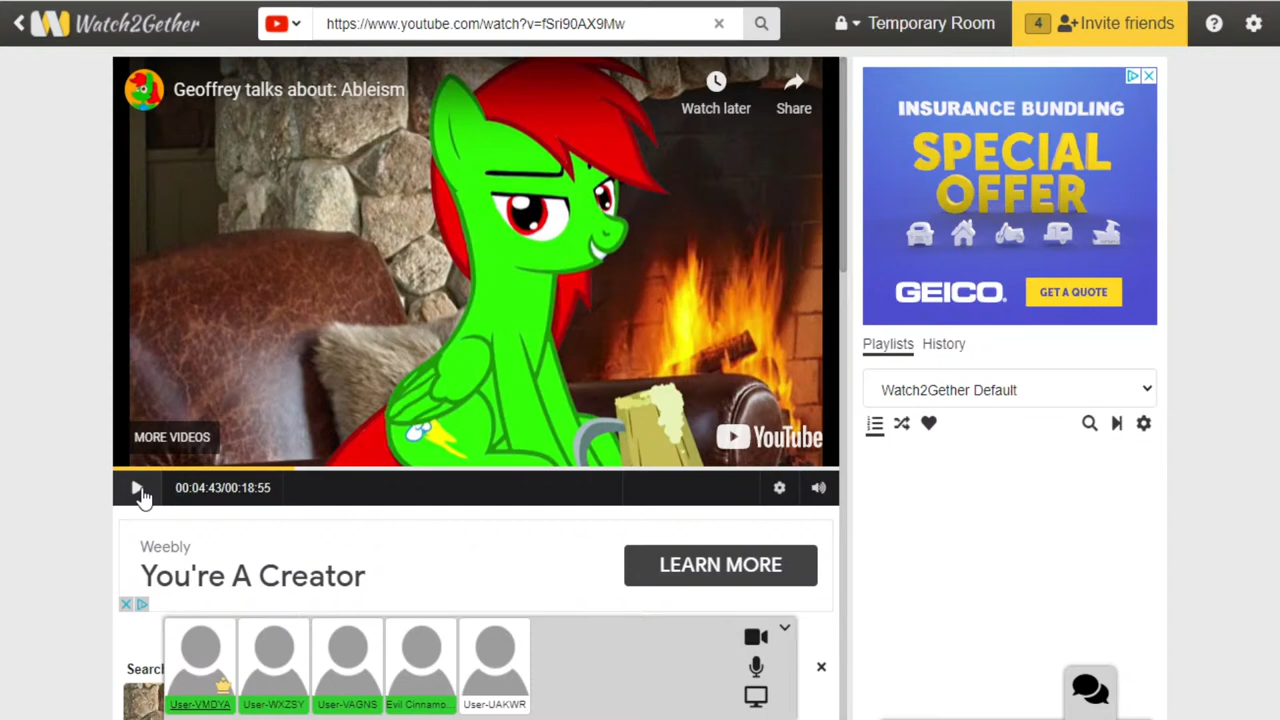 Watch2Gether
https://www.youtube.com/watch?v=fSri90AX9Mw
Temporary Room
4
Invite friends
Geoffrey talks about: Ableism
Watch later
Share
MORE VIDEOS
YouTube
00:04:43/00:18:55
INSURANCE BUNDLING
SPECIAL
OFFER
GEICO.
GET A QUOTE
Playlists
History
Watch2Gether Default
Weebly
You're A Creator
LEARN MORE
Search
User-VMDYA
User-WXZSY
User-VAGNS
Evil Cinnamo...
User-UAKWR